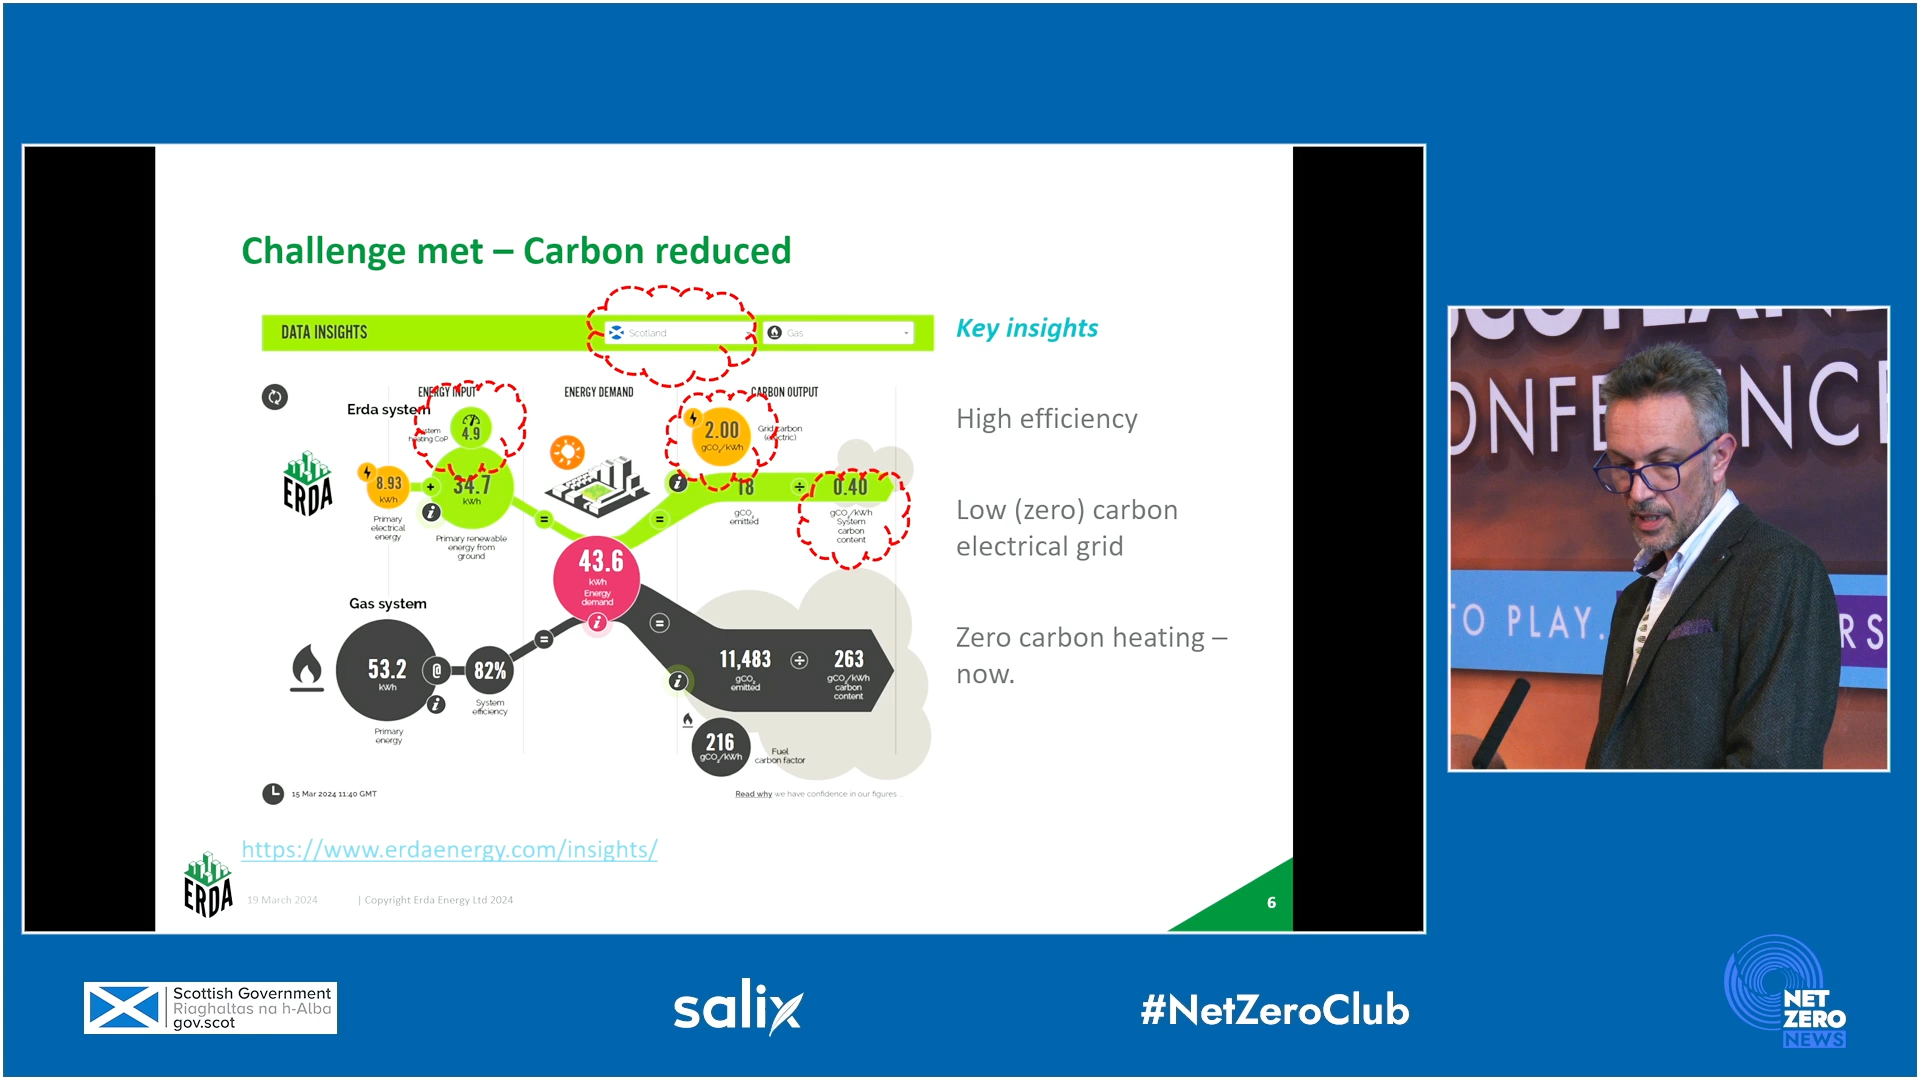 Challenge met – Carbon reduced
DATA INSIGHTS
Scotland
Gas
ENERGY INPUT
ENERGY DEMAND
CARBON OUTPUT
Erda system
System
heating CoP
4.9
2.00
gCO2/kWh
Grid carbon
(electric)
ERDA
8.93
kWh
+
34.7
kWh
i
Primary
electrical
energy
Primary renewable
energy from
ground
=
=
i
18
gCO2
emitted
÷
0.40
gCO2/kWh
System
carbon
content
43.6
kWh
Energy
demand
i
Gas system
53.2
kWh
@
82%
i
System
efficiency
Primary
energy
=
=
i
11,483
gCO2
emitted
÷
263
gCO2/kWh
carbon
content
216
gCO2/kWh
Fuel
carbon factor
15 Mar 2024 11:40 GMT
Read why we have confidence in our figures ...
Key insights
High efficiency
Low (zero) carbon
electrical grid
Zero carbon heating –
now.
https://www.erdaenergy.com/insights/
ERDA
19 March 2024
| Copyright Erda Energy Ltd 2024
6
CONFERENCE
TO PLAY.
RS
Scottish Government
Riaghaltas na h-Alba
gov.scot
salix
#NetZeroClub
NET
ZERO
NEWS